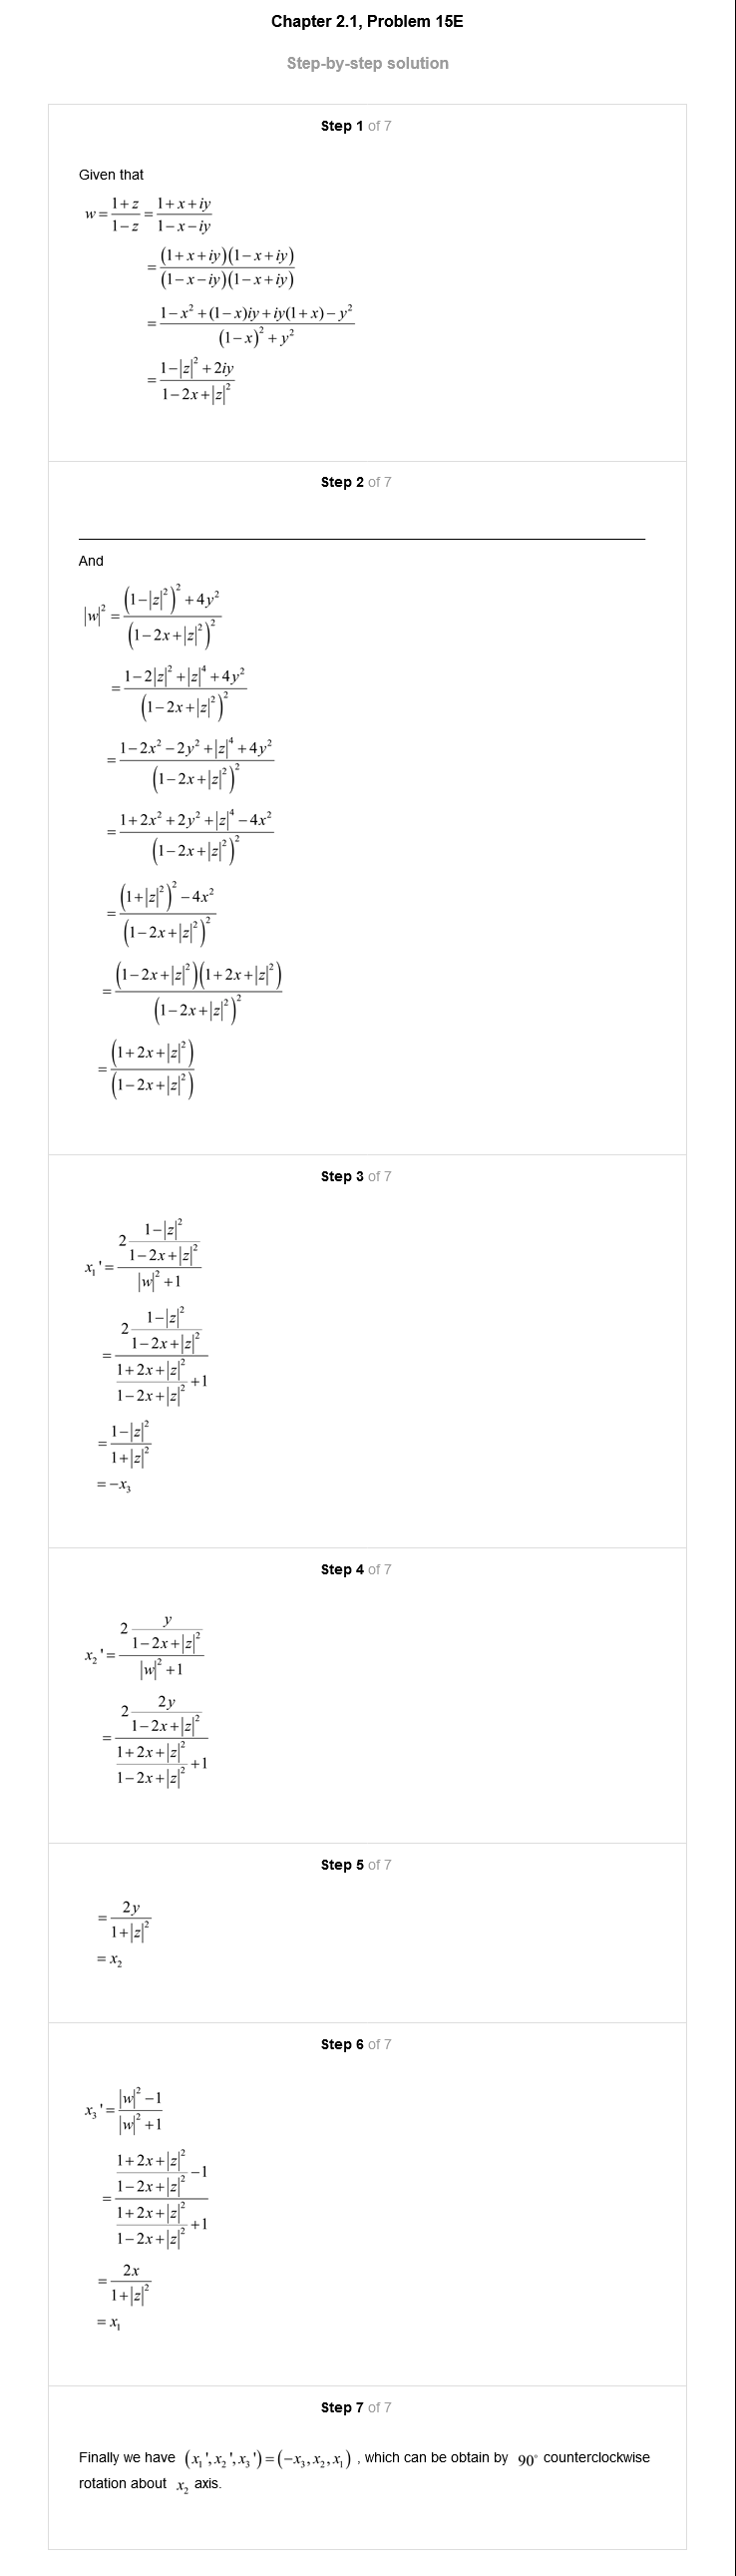 Chapter 2.1, Problem 15E
Step-by-step solution
Step 1 of 7
Given that
w = \frac{1+z}{1-z} = \frac{1+x+iy}{1-x-iy}
= \frac{(1+x+iy)(1-x+iy)}{(1-x-iy)(1-x+iy)}
= \frac{1-x^2+(1-x)iy+iy(1+x)-y^2}{(1-x)^2+y^2}
= \frac{1-|z|^2+2iy}{1-2x+|z|^2}
Step 2 of 7
And
|w|^2 = \frac{(1-|z|^2)^2+4y^2}{(1-2x+|z|^2)^2}
= \frac{1-2|z|^2+|z|^4+4y^2}{(1-2x+|z|^2)^2}
= \frac{1-2x^2-2y^2+|z|^4+4y^2}{(1-2x+|z|^2)^2}
= \frac{1+2x^2+2y^2+|z|^4-4x^2}{(1-2x+|z|^2)^2}
= \frac{(1+|z|^2)^2-4x^2}{(1-2x+|z|^2)^2}
= \frac{(1-2x+|z|^2)(1+2x+|z|^2)}{(1-2x+|z|^2)^2}
= \frac{(1+2x+|z|^2)}{(1-2x+|z|^2)}
Step 3 of 7
x_1' = \frac{2\frac{1-|z|^2}{1-2x+|z|^2}}{|w|^2+1}
= \frac{2\frac{1-|z|^2}{1-2x+|z|^2}}{\frac{1+2x+|z|^2}{1-2x+|z|^2}+1}
= \frac{1-|z|^2}{1+|z|^2}
= -x_3
Step 4 of 7
x_2' = \frac{2\frac{y}{1-2x+|z|^2}}{|w|^2+1}
= \frac{2\frac{2y}{1-2x+|z|^2}}{\frac{1+2x+|z|^2}{1-2x+|z|^2}+1}
Step 5 of 7
= \frac{2y}{1+|z|^2}
= x_2
Step 6 of 7
x_3' = \frac{|w|^2-1}{|w|^2+1}
= \frac{\frac{1+2x+|z|^2}{1-2x+|z|^2}-1}{\frac{1+2x+|z|^2}{1-2x+|z|^2}+1}
= \frac{2x}{1+|z|^2}
= x_1
Step 7 of 7
Finally we have (x_1',x_2',x_3')=(-x_3,x_2,x_1) , which can be obtain by 90° counterclockwise
rotation about x_2 axis.